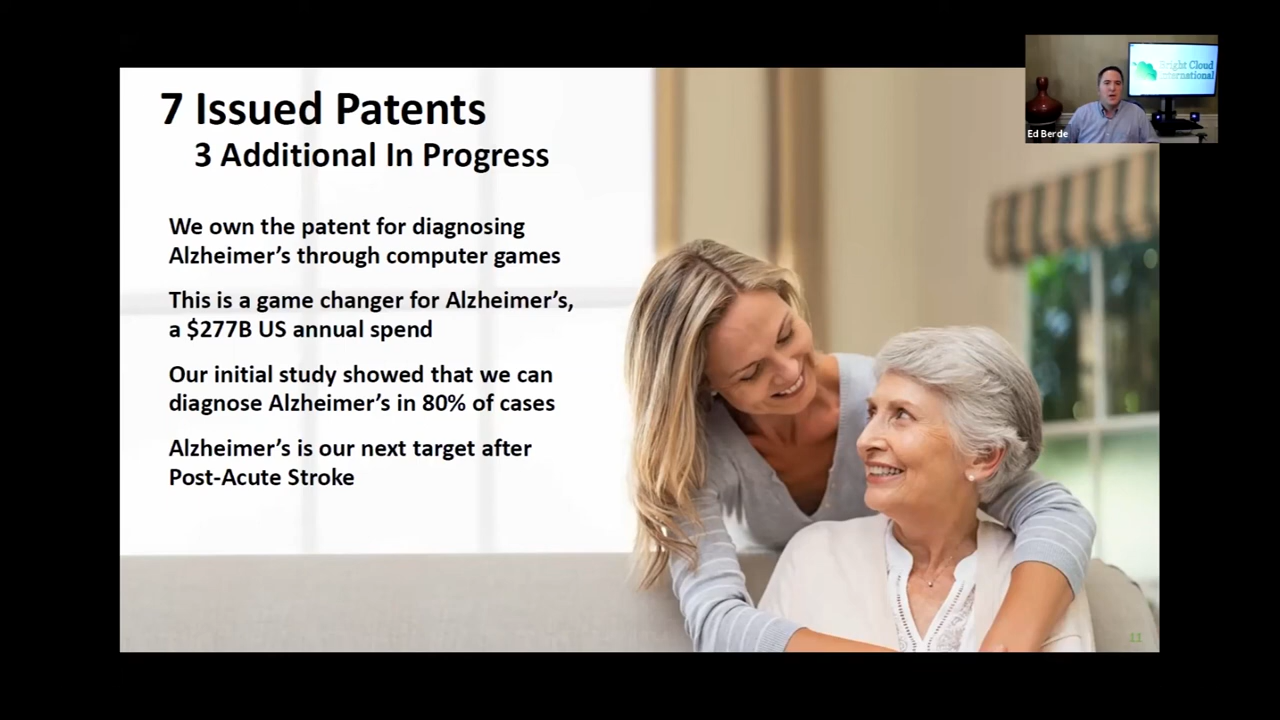 7 Issued Patents
3 Additional In Progress
We own the patent for diagnosing
Alzheimer's through computer games
This is a game changer for Alzheimer's,
a $277B US annual spend
Our initial study showed that we can
diagnose Alzheimer's in 80% of cases
Alzheimer's is our next target after
Post-Acute Stroke
11
Bright Cloud
International
Ed Berde